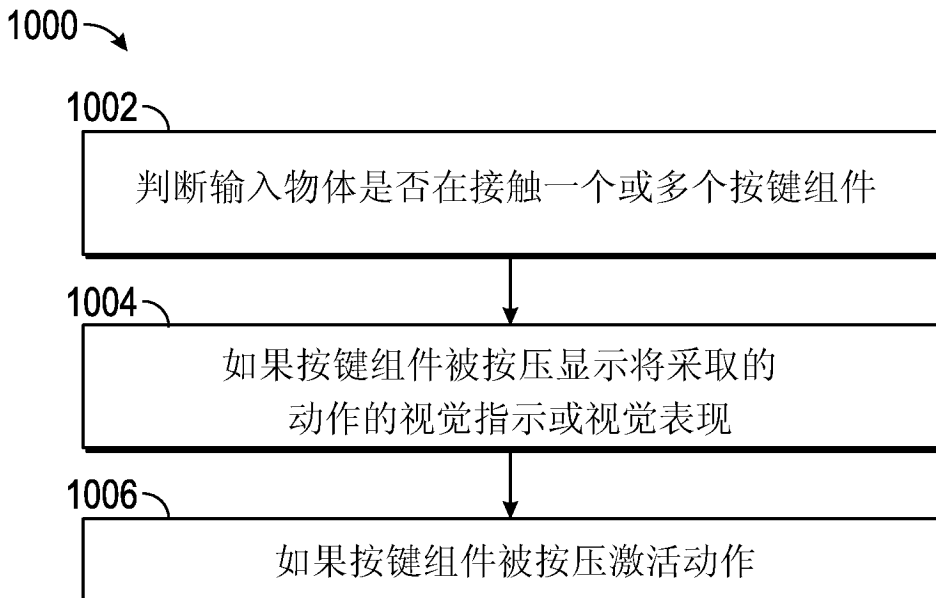 1000
1002
判断输入物体是否在接触一个或多个按键组件
1004
如果按键组件被按压显示将采取的
动作的视觉指示或视觉表现
1006
如果按键组件被按压激活动作